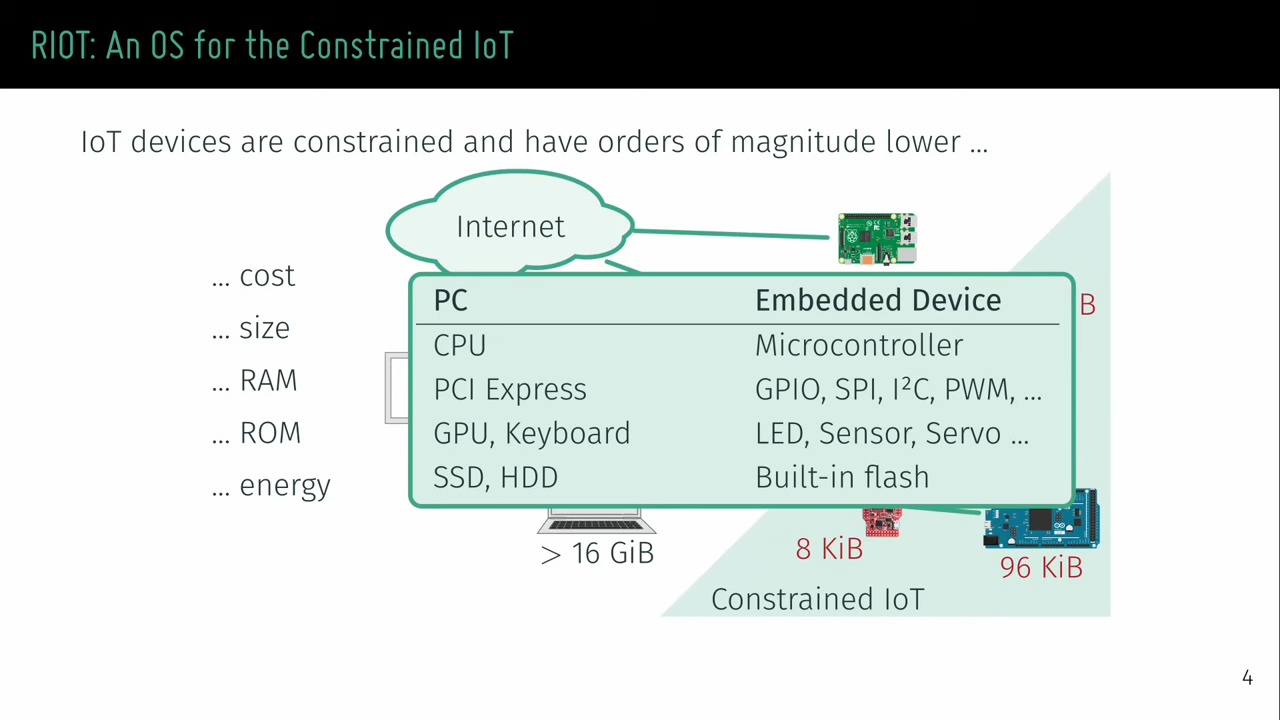 RIOT: An OS for the Constrained IoT
IoT devices are constrained and have orders of magnitude lower ...
Internet
... cost
... size
... RAM
... ROM
... energy
PC Embedded Device
CPU Microcontroller
PCI Express GPIO, SPI, I²C, PWM, ...
GPU, Keyboard LED, Sensor, Servo ...
SSD, HDD Built-in flash
B
> 16 GiB
8 KiB
96 KiB
Constrained IoT
4